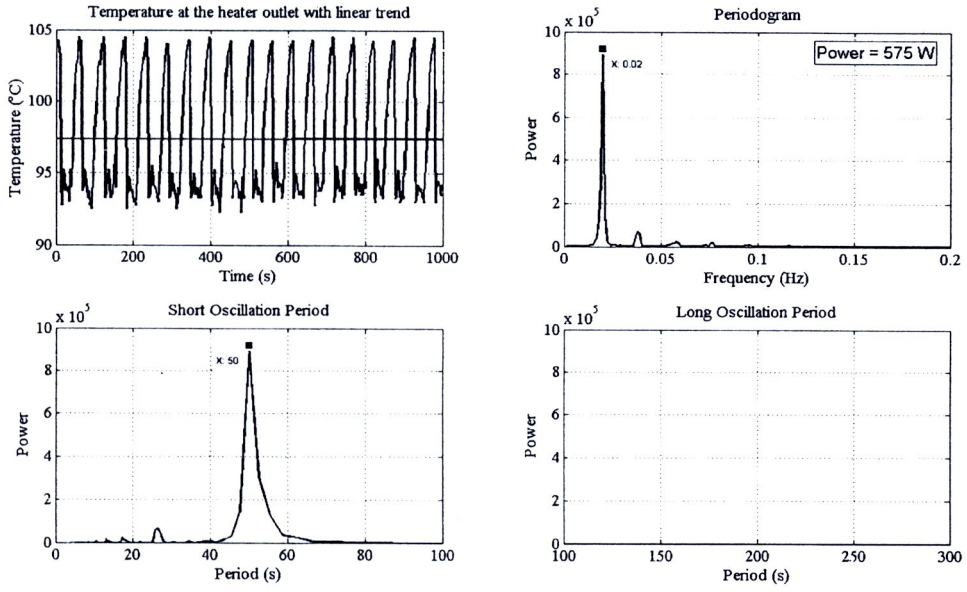 Temperature at the heater outlet with linear trend
105
100
95
90
Temperature (°C)
0 200 400 600 800 1000
Time (s)
Periodogram
x 10^5
10
8
6
4
2
0
Power
Power = 575 W
X: 0.02
0 0.05 0.1 0.15 0.2
Frequency (Hz)
Short Oscillation Period
x 10^5
10
8
6
4
2
0
Power
X: 50
0 20 40 60 80 100
Period (s)
Long Oscillation Period
x 10^5
10
8
6
4
2
0
Power
100 150 200 250 300
Period (s)